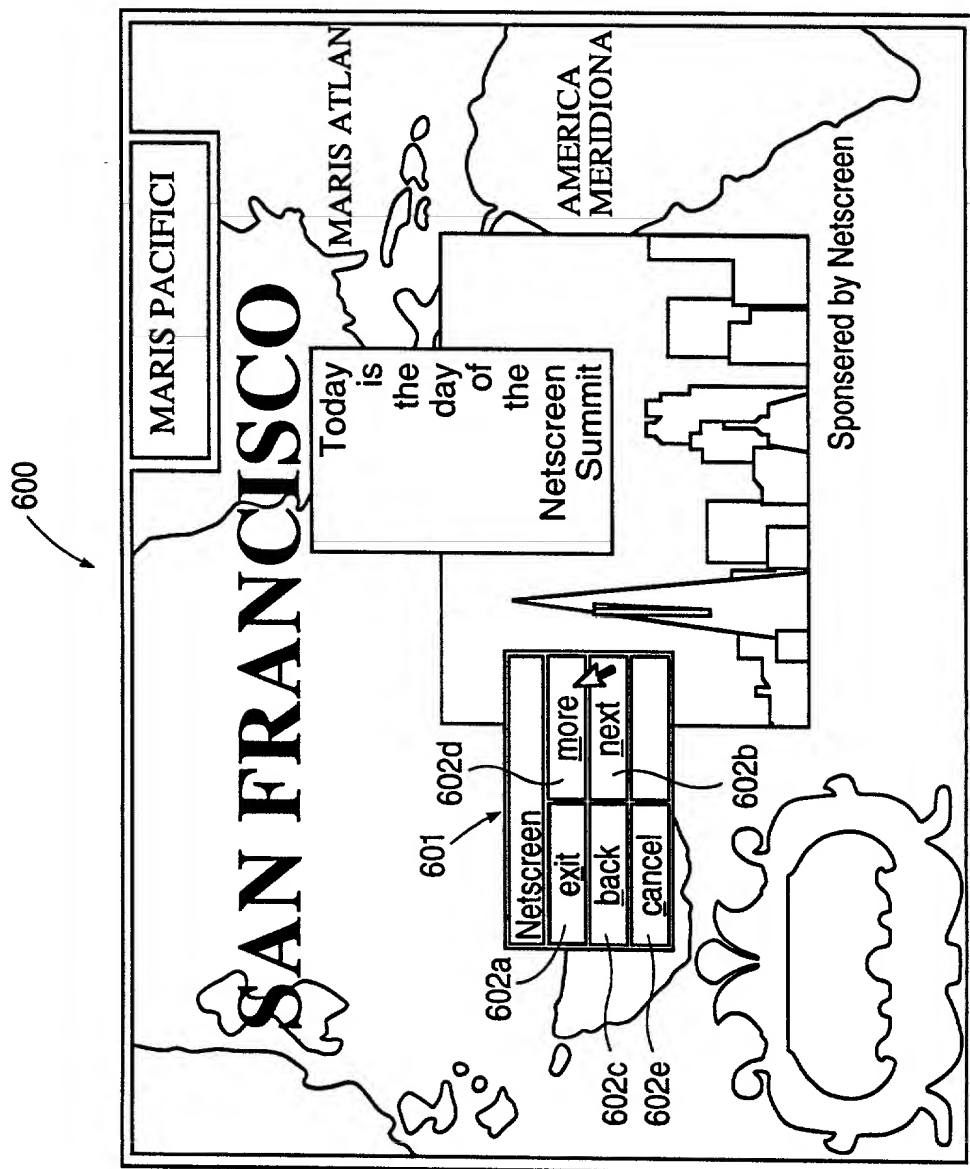 600
MARIS PACIFICI
SAN FRANCISCO
MARIS ATLAN
Today
is
the
day
of
the
Netscreen
Summit
AMERICA
MERIDIONA
601
602d
Netscreen
exit
more
back
next
cancel
602a
602c
602e
602b
Sponsered by Netscreen